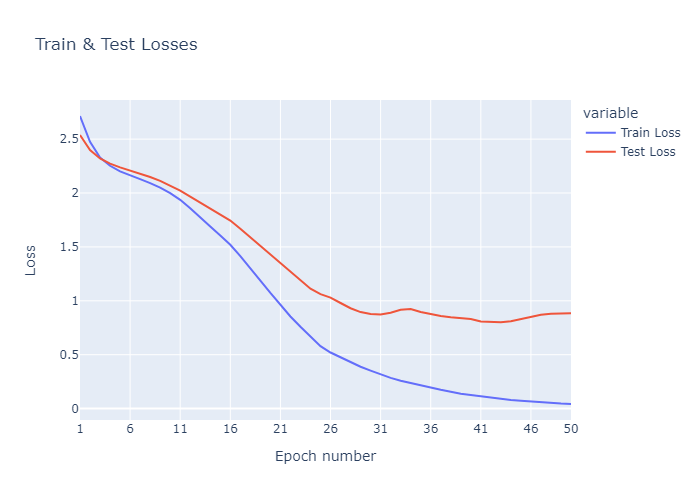 Train & Test Losses
variable
Train Loss
Test Loss
2.5
2
1.5
1
0.5
0
Loss
1 6 11 16 21 26 31 36 41 46 50
Epoch number